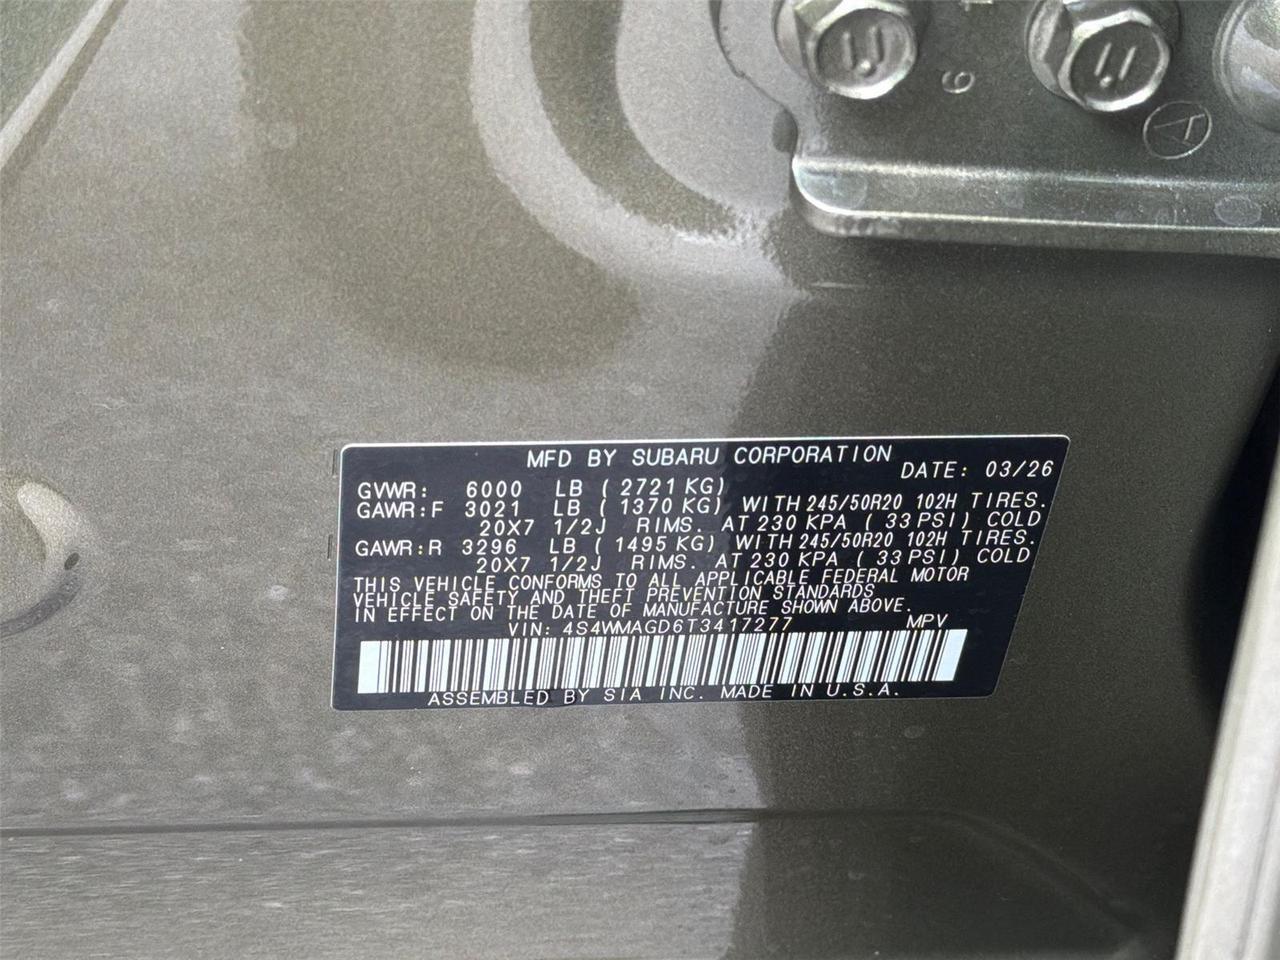 MFD BY SUBARU CORPORATION
DATE: 03/26
GVWR: 6000 LB ( 2721 KG)
GAWR:F 3021 LB ( 1370 KG) WITH 245/50R20 102H TIRES.
20X7 1/2J RIMS. AT 230 KPA ( 33 PSI) COLD
GAWR:R 3296 LB ( 1495 KG) WITH 245/50R20 102H TIRES.
20X7 1/2J RIMS. AT 230 KPA ( 33 PSI) COLD
THIS VEHICLE CONFORMS TO ALL APPLICABLE FEDERAL MOTOR
VEHICLE SAFETY AND THEFT PREVENTION STANDARDS
IN EFFECT ON THE DATE OF MANUFACTURE SHOWN ABOVE.
VIN: 4S4WMAGD6T3417277 MPV
ASSEMBLED BY SIA INC. MADE IN U.S.A.